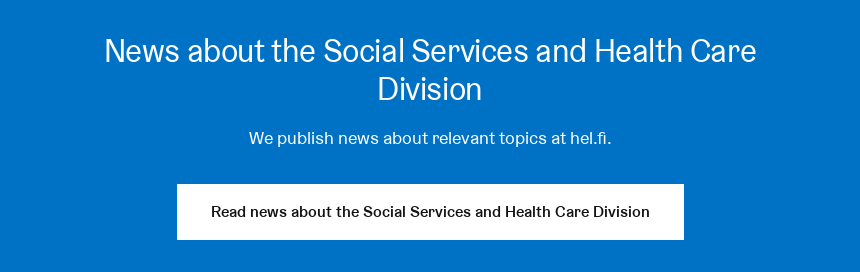 News about the Social Services and Health Care
Division
We publish news about relevant topics at hel.fi.
Read news about the Social Services and Health Care Division